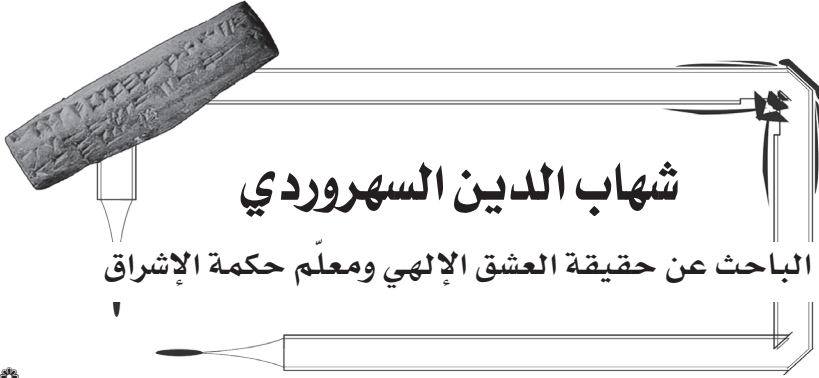 شهاب الدين السهروردي
الباحث عن حقيقة العشق الإلهي ومعلّم حكمة الإشراق